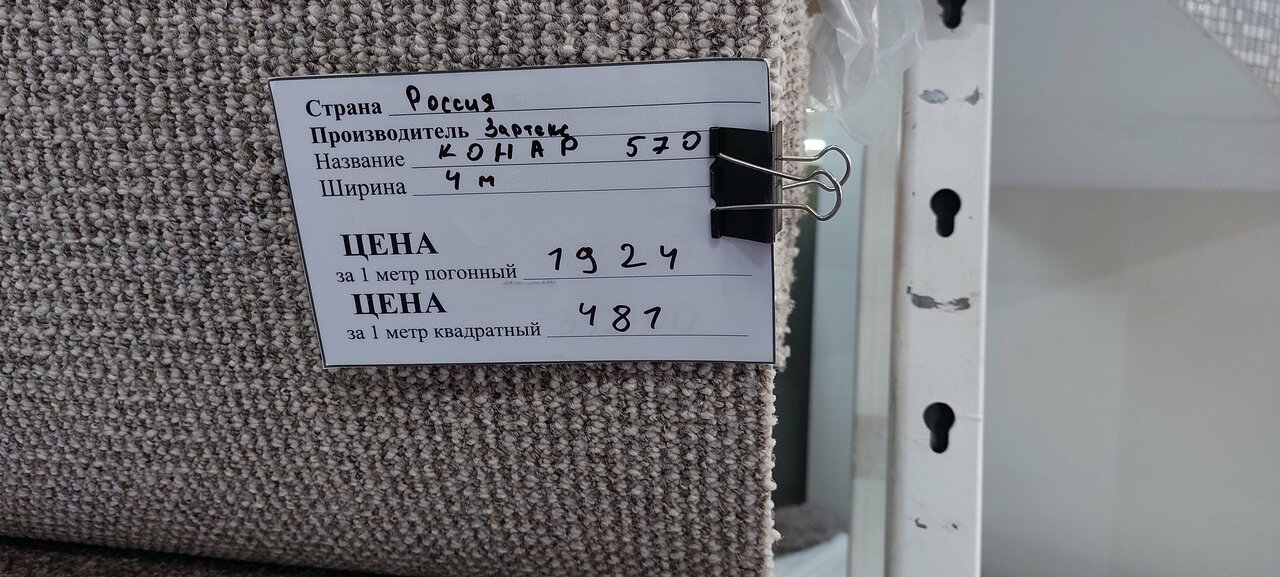 Страна Россия
Производитель Зартекс
Название КОНАР 570
Ширина 4 м
ЦЕНА
за 1 метр погонный 1924
ЦЕНА
за 1 метр квадратный 481